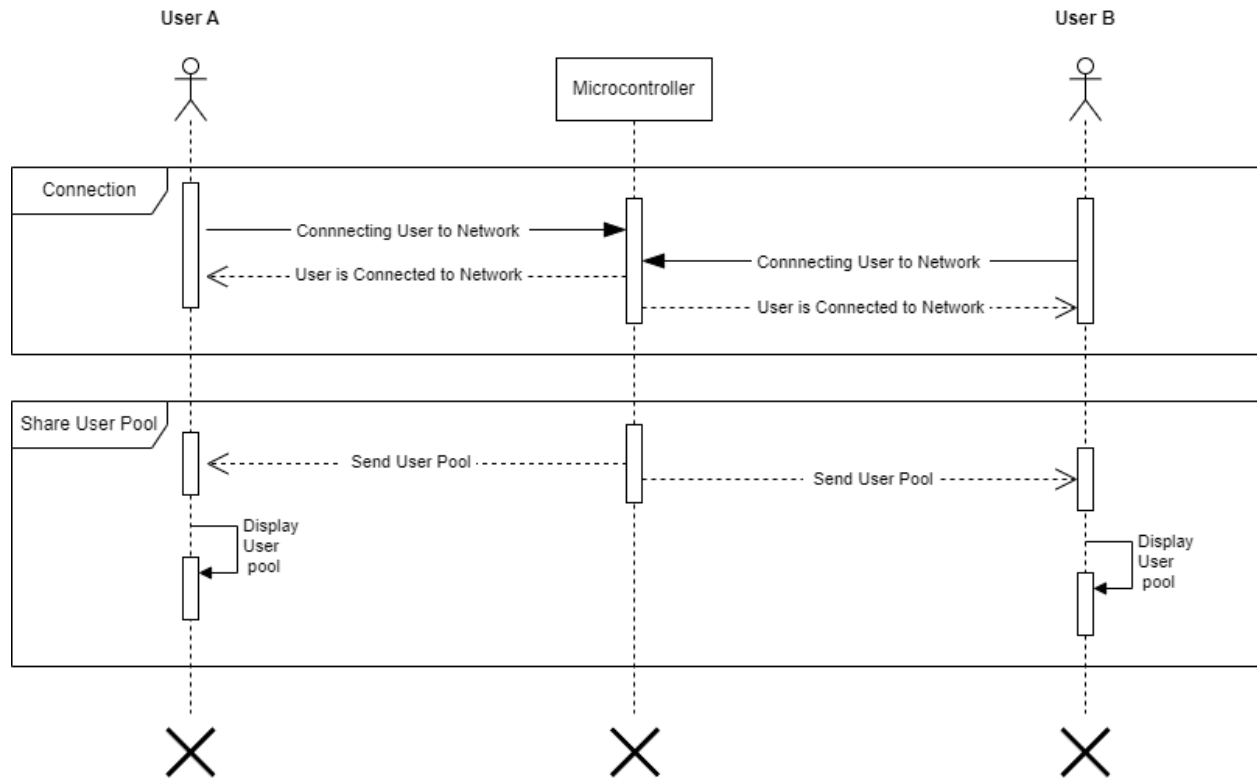 User A
User B
Microcontroller
Connection
Connnecting User to Network
User is Connected to Network
Connnecting User to Network
User is Connected to Network
Share User Pool
Send User Pool
Send User Pool
Display
User
pool
Display
User
pool